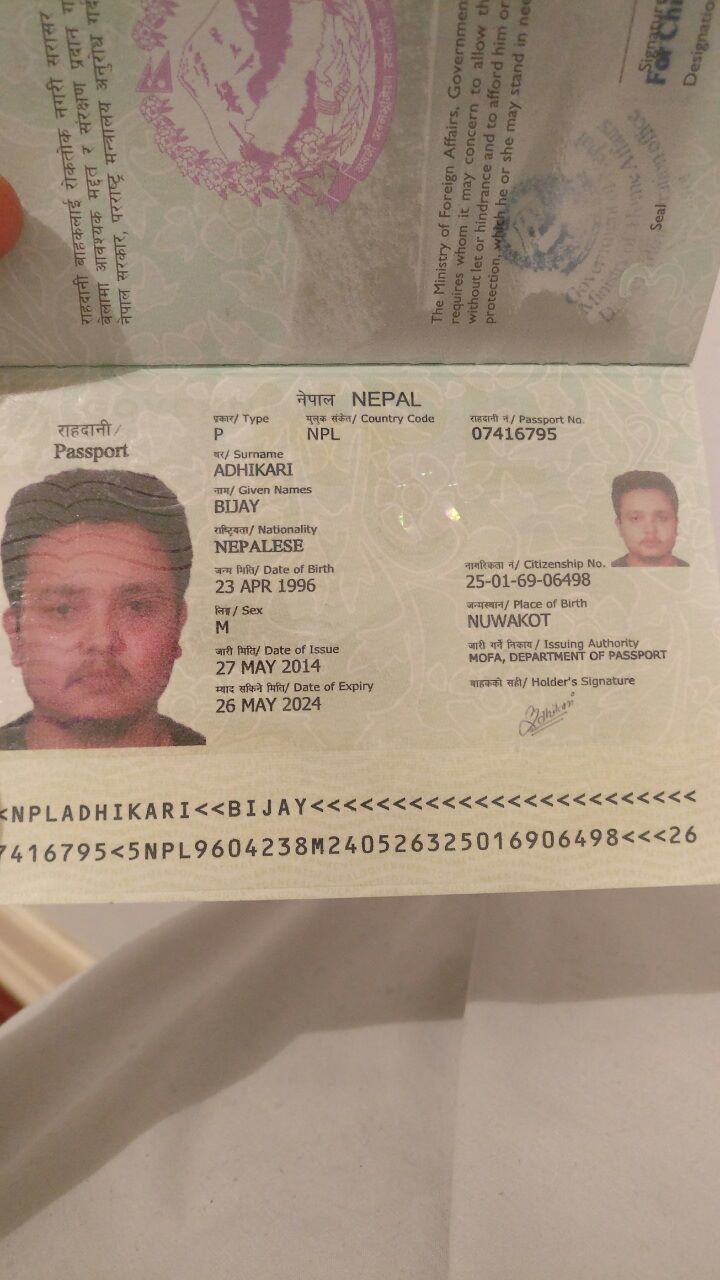 राहदानी बाहकलाई रोकतोक नगरी सरासर
बेलामा आवश्यक मद्दत र संरक्षण प्रदान ग
नेपाल सरकार, परराष्ट्र मन्त्रालय अनुरोध गर्द
The Ministry of Foreign Affairs, Governmen
requires whom it may concern to allow th
without let or hindrance and to afford him or
protection, which he or she may stand in nee
Signature
For Chi
Designatio
Seal
नेपाल NEPAL
राहदानी/
Passport
प्रकार/ Type
P
मुलुक संकेत/ Country Code
NPL
राहदानी नं/ Passport No.
07416795
थर/ Surname
ADHIKARI
नाम/ Given Names
BIJAY
राष्ट्रियता/ Nationality
NEPALESE
जन्म मिति/ Date of Birth
23 APR 1996
नागरिकता नं/ Citizenship No.
25-01-69-06498
लिङ्ग/ Sex
M
जन्मस्थान/ Place of Birth
NUWAKOT
जारी मिति/ Date of Issue
27 MAY 2014
जारी गर्ने निकाय/ Issuing Authority
MOFA, DEPARTMENT OF PASSPORT
म्याद सकिने मिति/ Date of Expiry
26 MAY 2024
बाहकको सही/ Holder's Signature
Adhikari
<NPLADHIKARI<<BIJAY<<<<<<<<<<<<<<<<<<<<<<<<
7416795<5NPL9604238M240526325016906498<<<26